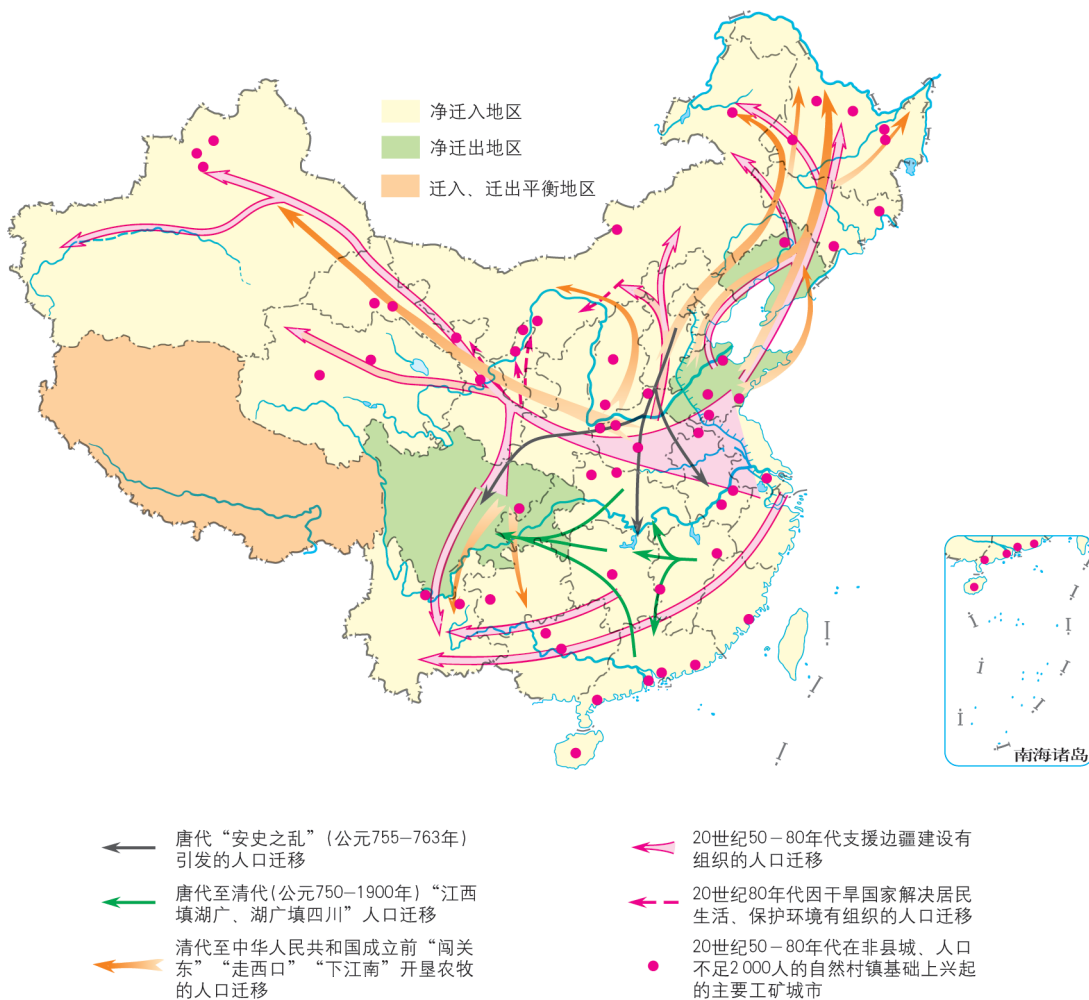 净迁入地区
净迁出地区
迁入、迁出平衡地区
南海诸岛
唐代“安史之乱”(公元755－763年)
引发的人口迁移
唐代至清代(公元750－1900年)“江西
填湖广、湖广填四川”人口迁移
清代至中华人民共和国成立前“闯关
东”“走西口”“下江南”开垦农牧
的人口迁移
20世纪50－80年代支援边疆建设有
组织的人口迁移
20世纪80年代因干旱国家解决居民
生活、保护环境有组织的人口迁移
20世纪50－80年代在非县城、人口
不足2 000人的自然村镇基础上兴起
的主要工矿城市